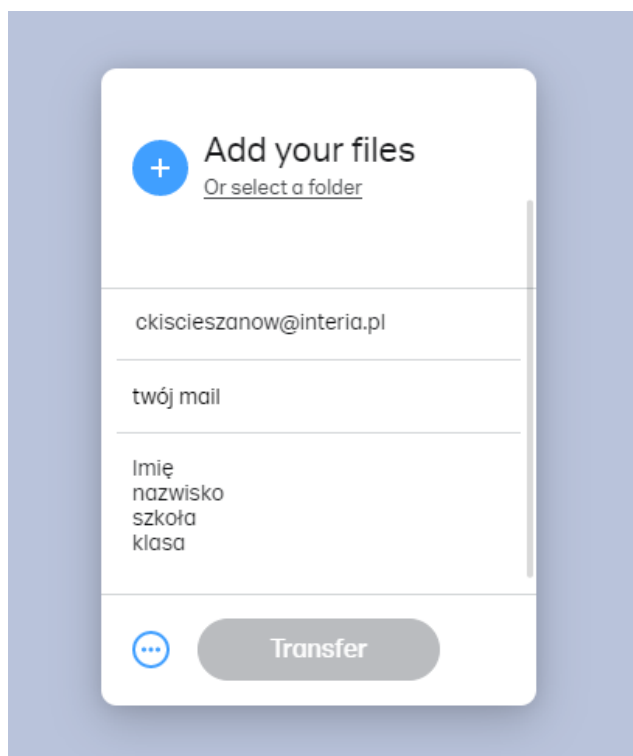 Add your files
Or select a folder
ckiscieszanow@interia.pl
twój mail
Imię
nazwisko
szkoła
klasa
Transfer